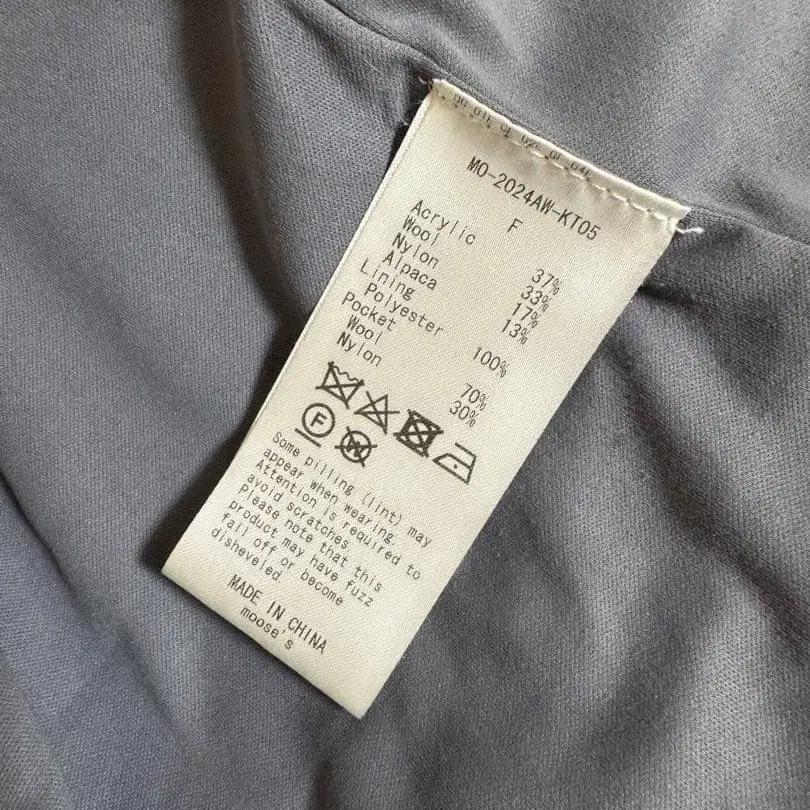 MO-2024AW-KT05
F
Acrylic 37%
Wool 33%
Nylon 17%
Alpaca 13%
Lining
Polyester 100%
Pocket
Wool 70%
Nylon 30%
F
W
Some pilling (lint) may
appear when wearing.
Attention is required to
avoid scratches
Please note that this
product may have fuzz
fall off or become
disheveled
MADE IN CHINA
moose's